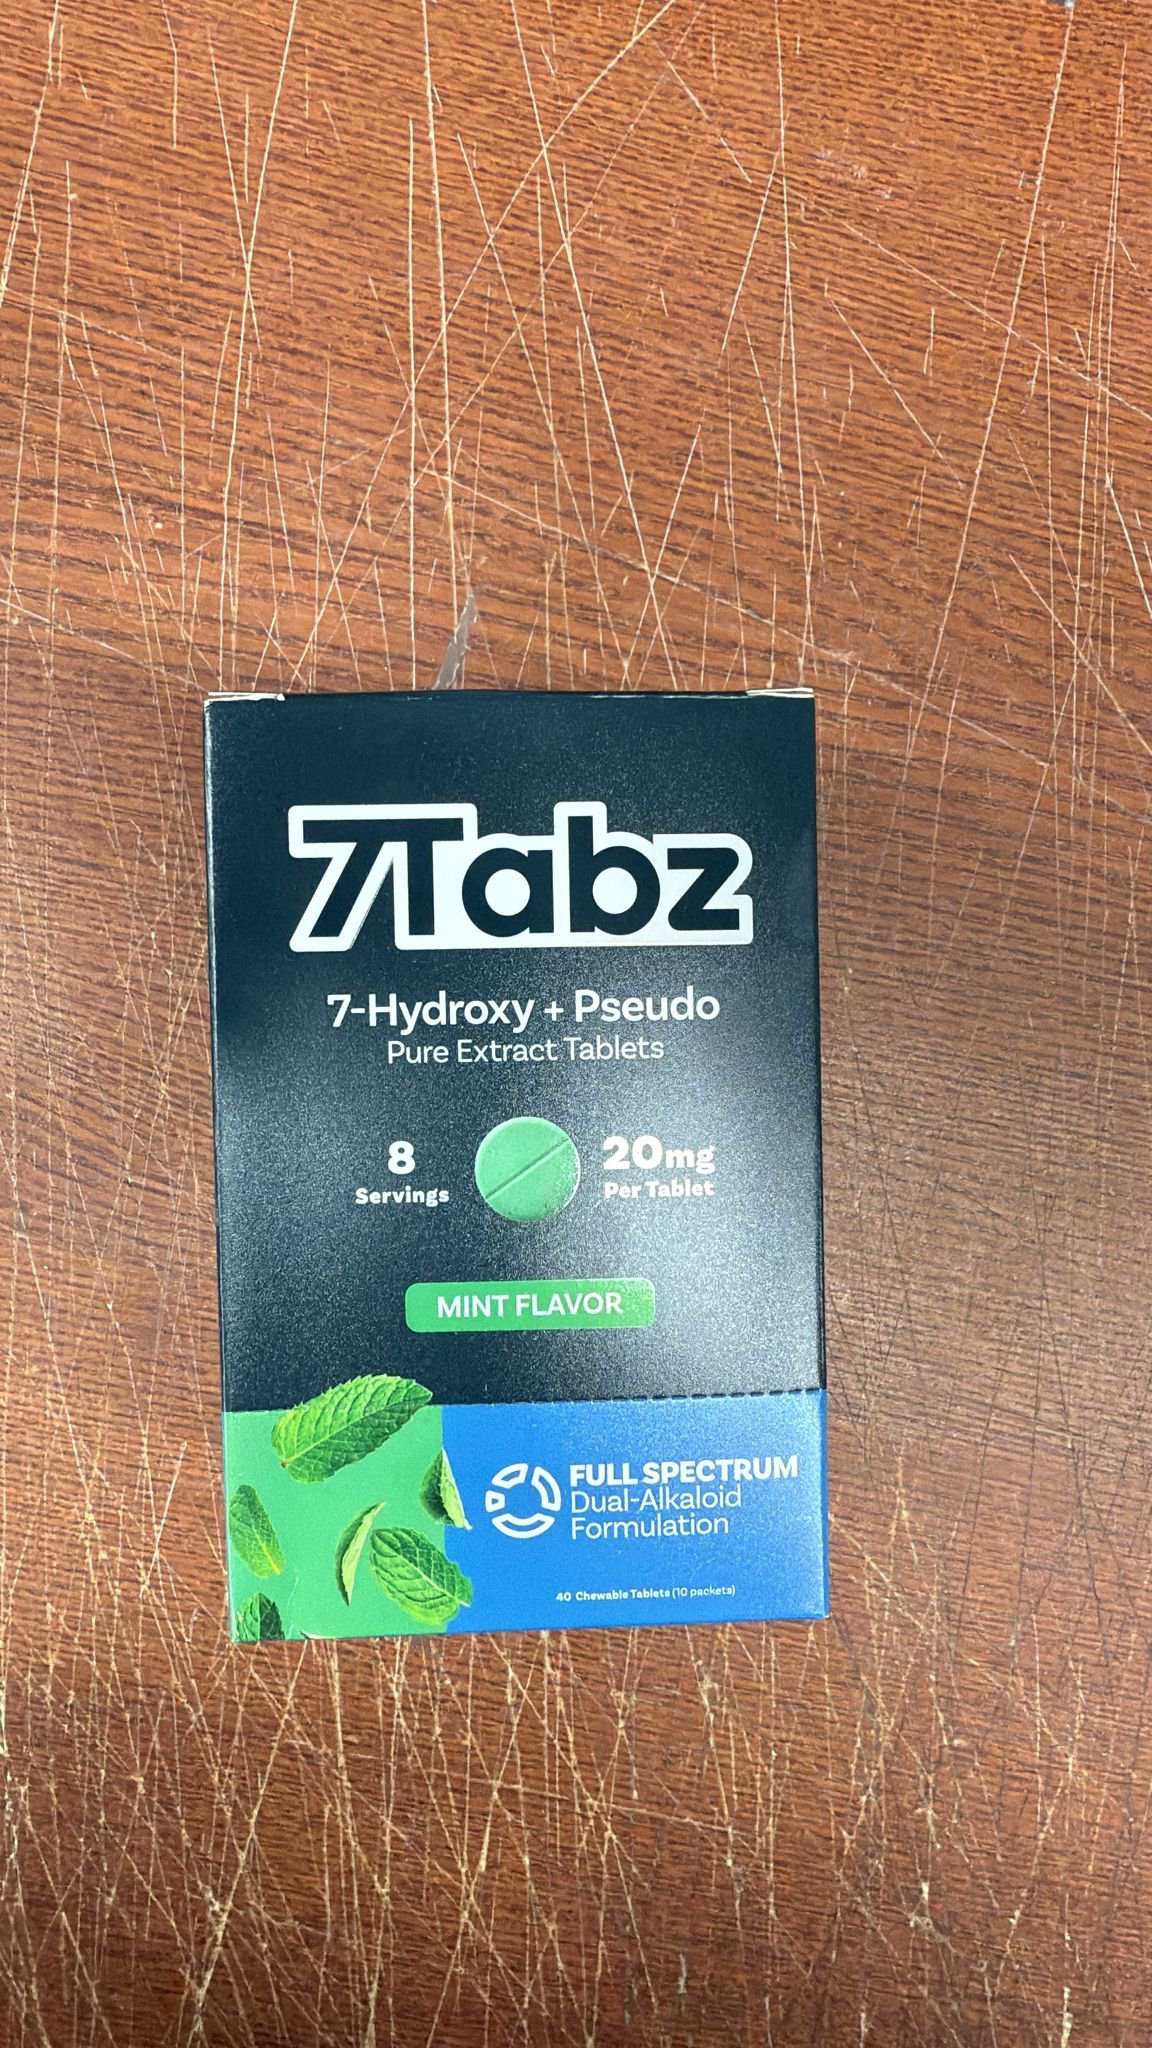 7Tabz
7-Hydroxy + Pseudo
Pure Extract Tablets
8
Servings
20mg
Per Tablet
MINT FLAVOR
FULL SPECTRUM
Dual-Alkaloid
Formulation
40 Chewable Tablets (10 packets)